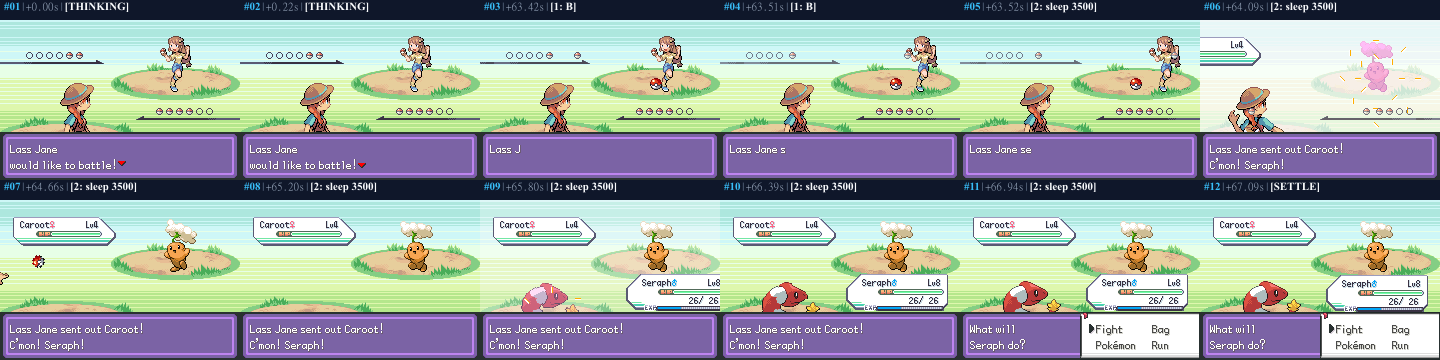 #01|+0.00s|[THINKING]
Lass Jane
would like to battle!
#02|+0.22s|[THINKING]
Lass Jane
would like to battle!
#03|+63.42s|[1: B]
Lass J
#04|+63.51s|[1: B]
Lass Jane s
#05|+63.52s|[2: sleep 3500]
Lass Jane se
#06|+64.09s|[2: sleep 3500]
Lv4
Lass Jane sent out Caroot!
C'mon! Seraph!
#07|+64.66s|[2: sleep 3500]
Caroot♀ Lv4
Lass Jane sent out Caroot!
C'mon! Seraph!
#08|+65.20s|[2: sleep 3500]
Caroot♀ Lv4
Lass Jane sent out Caroot!
C'mon! Seraph!
#09|+65.80s|[2: sleep 3500]
Caroot♀ Lv4
Seraph♂ Lv8
26/ 26
EXP
Lass Jane sent out Caroot!
C'mon! Seraph!
#10|+66.39s|[2: sleep 3500]
Caroot♀ Lv4
Seraph♂ Lv8
26/ 26
EXP
Lass Jane sent out Caroot!
C'mon! Seraph!
#11|+66.94s|[2: sleep 3500]
Caroot♀ Lv4
Seraph♂ Lv8
26/ 26
EXP
What will
Seraph do?
Fight Bag
Pokémon Run
#12|+67.09s|[SETTLE]
Caroot♀ Lv4
Seraph♂ Lv8
26/ 26
EXP
What will
Seraph do?
Fight Bag
Pokémon Run